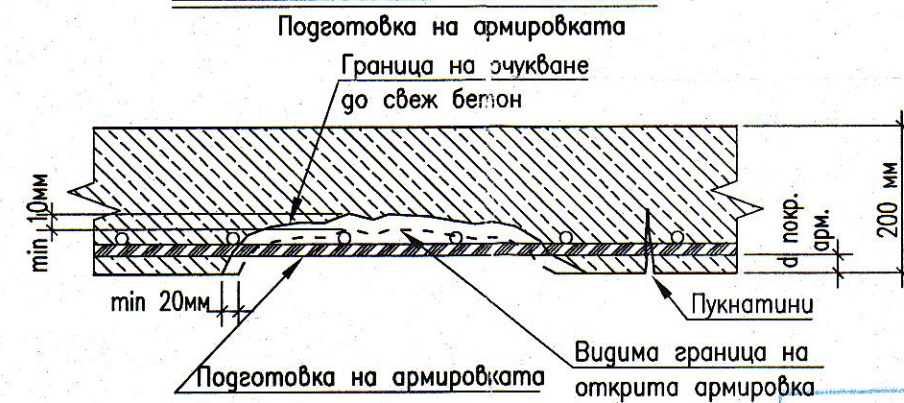 Подготовка на армировката
Граница на очукване
до свеж бетон
min 10мм
d покр.
арм.
200 мм
min 20мм
Пукнатини
Видима граница на
открита армировка
Подготовка на армировката